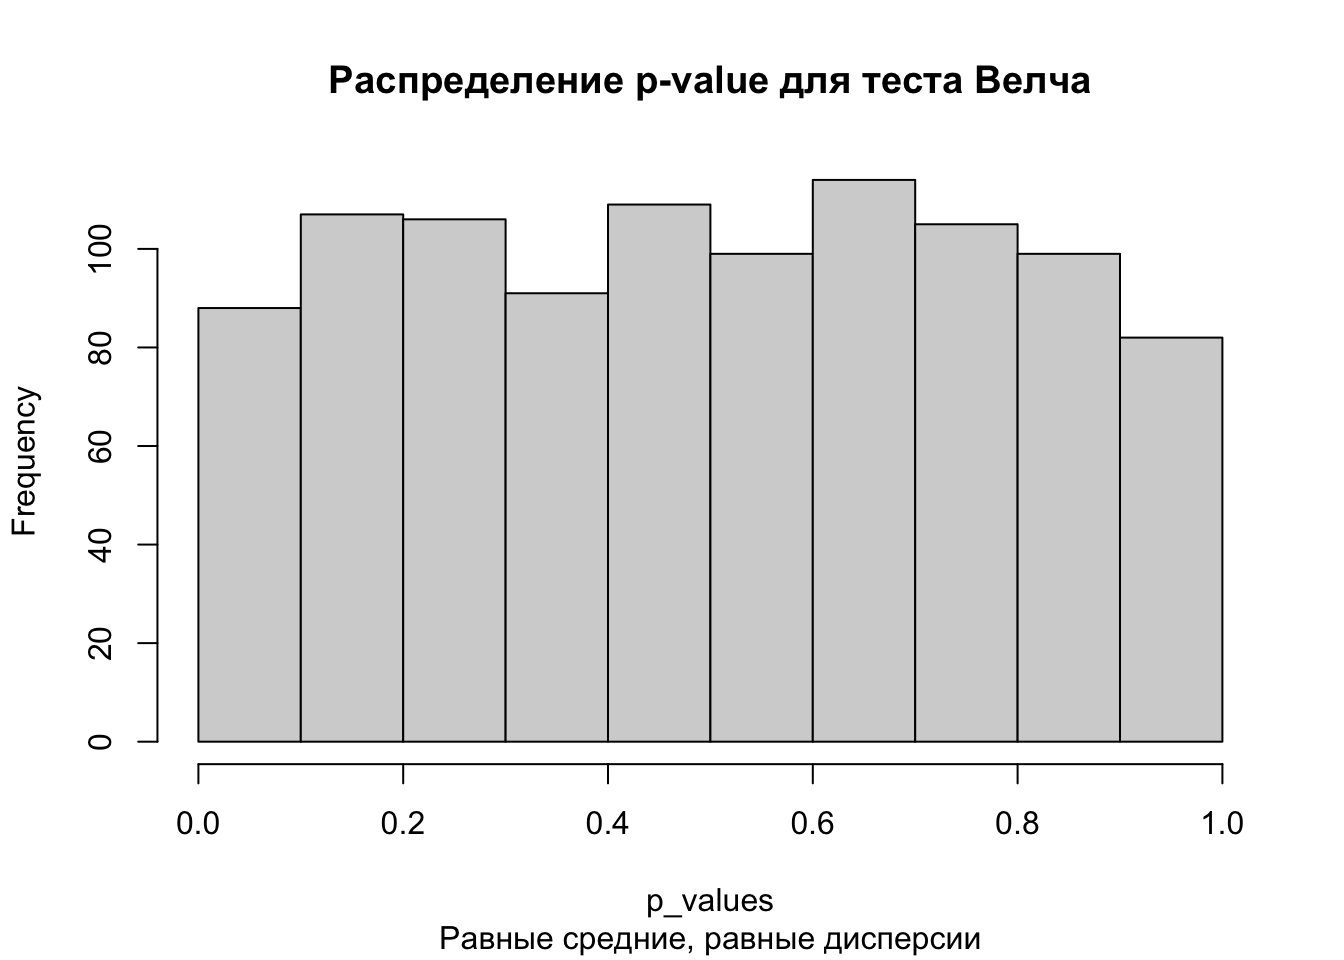 Распределение p-value для теста Велча
Frequency
100
80
60
40
20
0
0.0 0.2 0.4 0.6 0.8 1.0
p_values
Равные средние, равные дисперсии